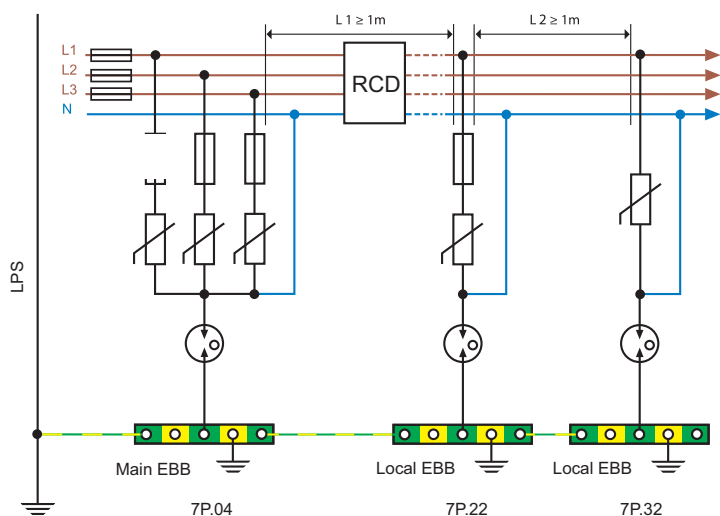 L 1 ≥ 1m
L 2 ≥ 1m
L1
L2
L3
N
RCD
LPS
Main EBB
Local EBB
Local EBB
7P.04
7P.22
7P.32